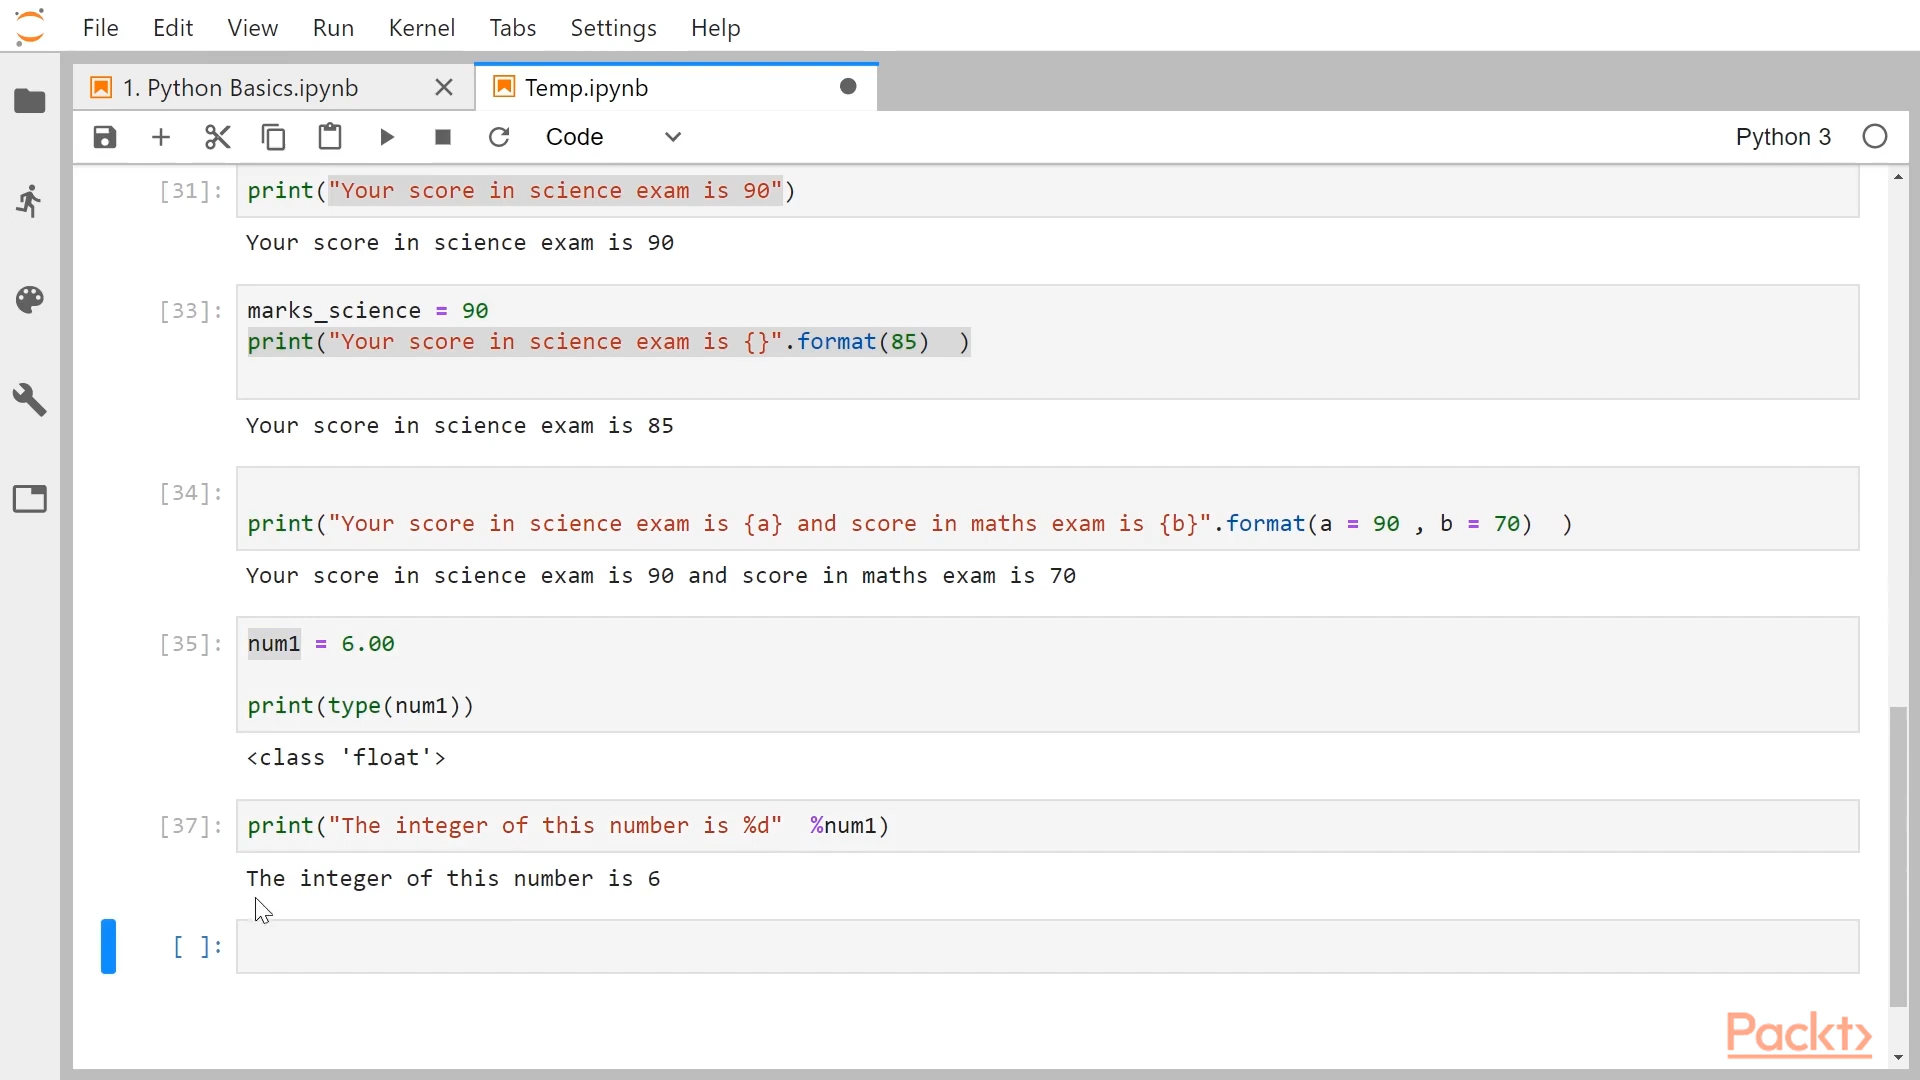 File Edit View Run Kernel Tabs Settings Help
1. Python Basics.ipynb Temp.ipynb
Code Python 3
[31]: print("Your score in science exam is 90")
Your score in science exam is 90
[33]: marks_science = 90
print("Your score in science exam is {}".format(85)  )
Your score in science exam is 85
[34]:
print("Your score in science exam is {a} and score in maths exam is {b}".format(a = 90 , b = 70)  )
Your score in science exam is 90 and score in maths exam is 70
[35]: num1 = 6.00
print(type(num1))
<class 'float'>
[37]: print("The integer of this number is %d"  %num1)
The integer of this number is 6
[ ]:
Packt>